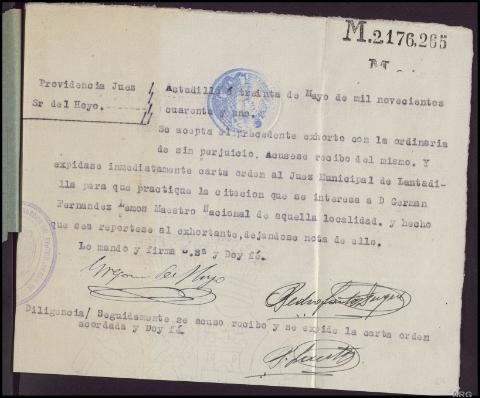 M.2176,265
Providencia Juez
Sr del Hoyo.
Astudillo á treinta de Mayo de mil novecientos
cuarenta y uno.
Se acepta el precedente exhorto con la ordinaria
de sin perjuicio. Acusese recibo del mismo. Y
expidase inmediatamente carta orden al Juez Municipal de Lantadi-
lla para que practique la citacion que se interesa a D German
Fernandez Lamos Maestro Nacional de aquella localidad. y hecho
que sea reportese al exhortante, dejandose nota de ello.
Lo mando y firma S.Sª y Doy fé.
Diligencia/ Seguidamente se acuso recibo y se expide la carta orden
acordada y Doy fé.
MRG